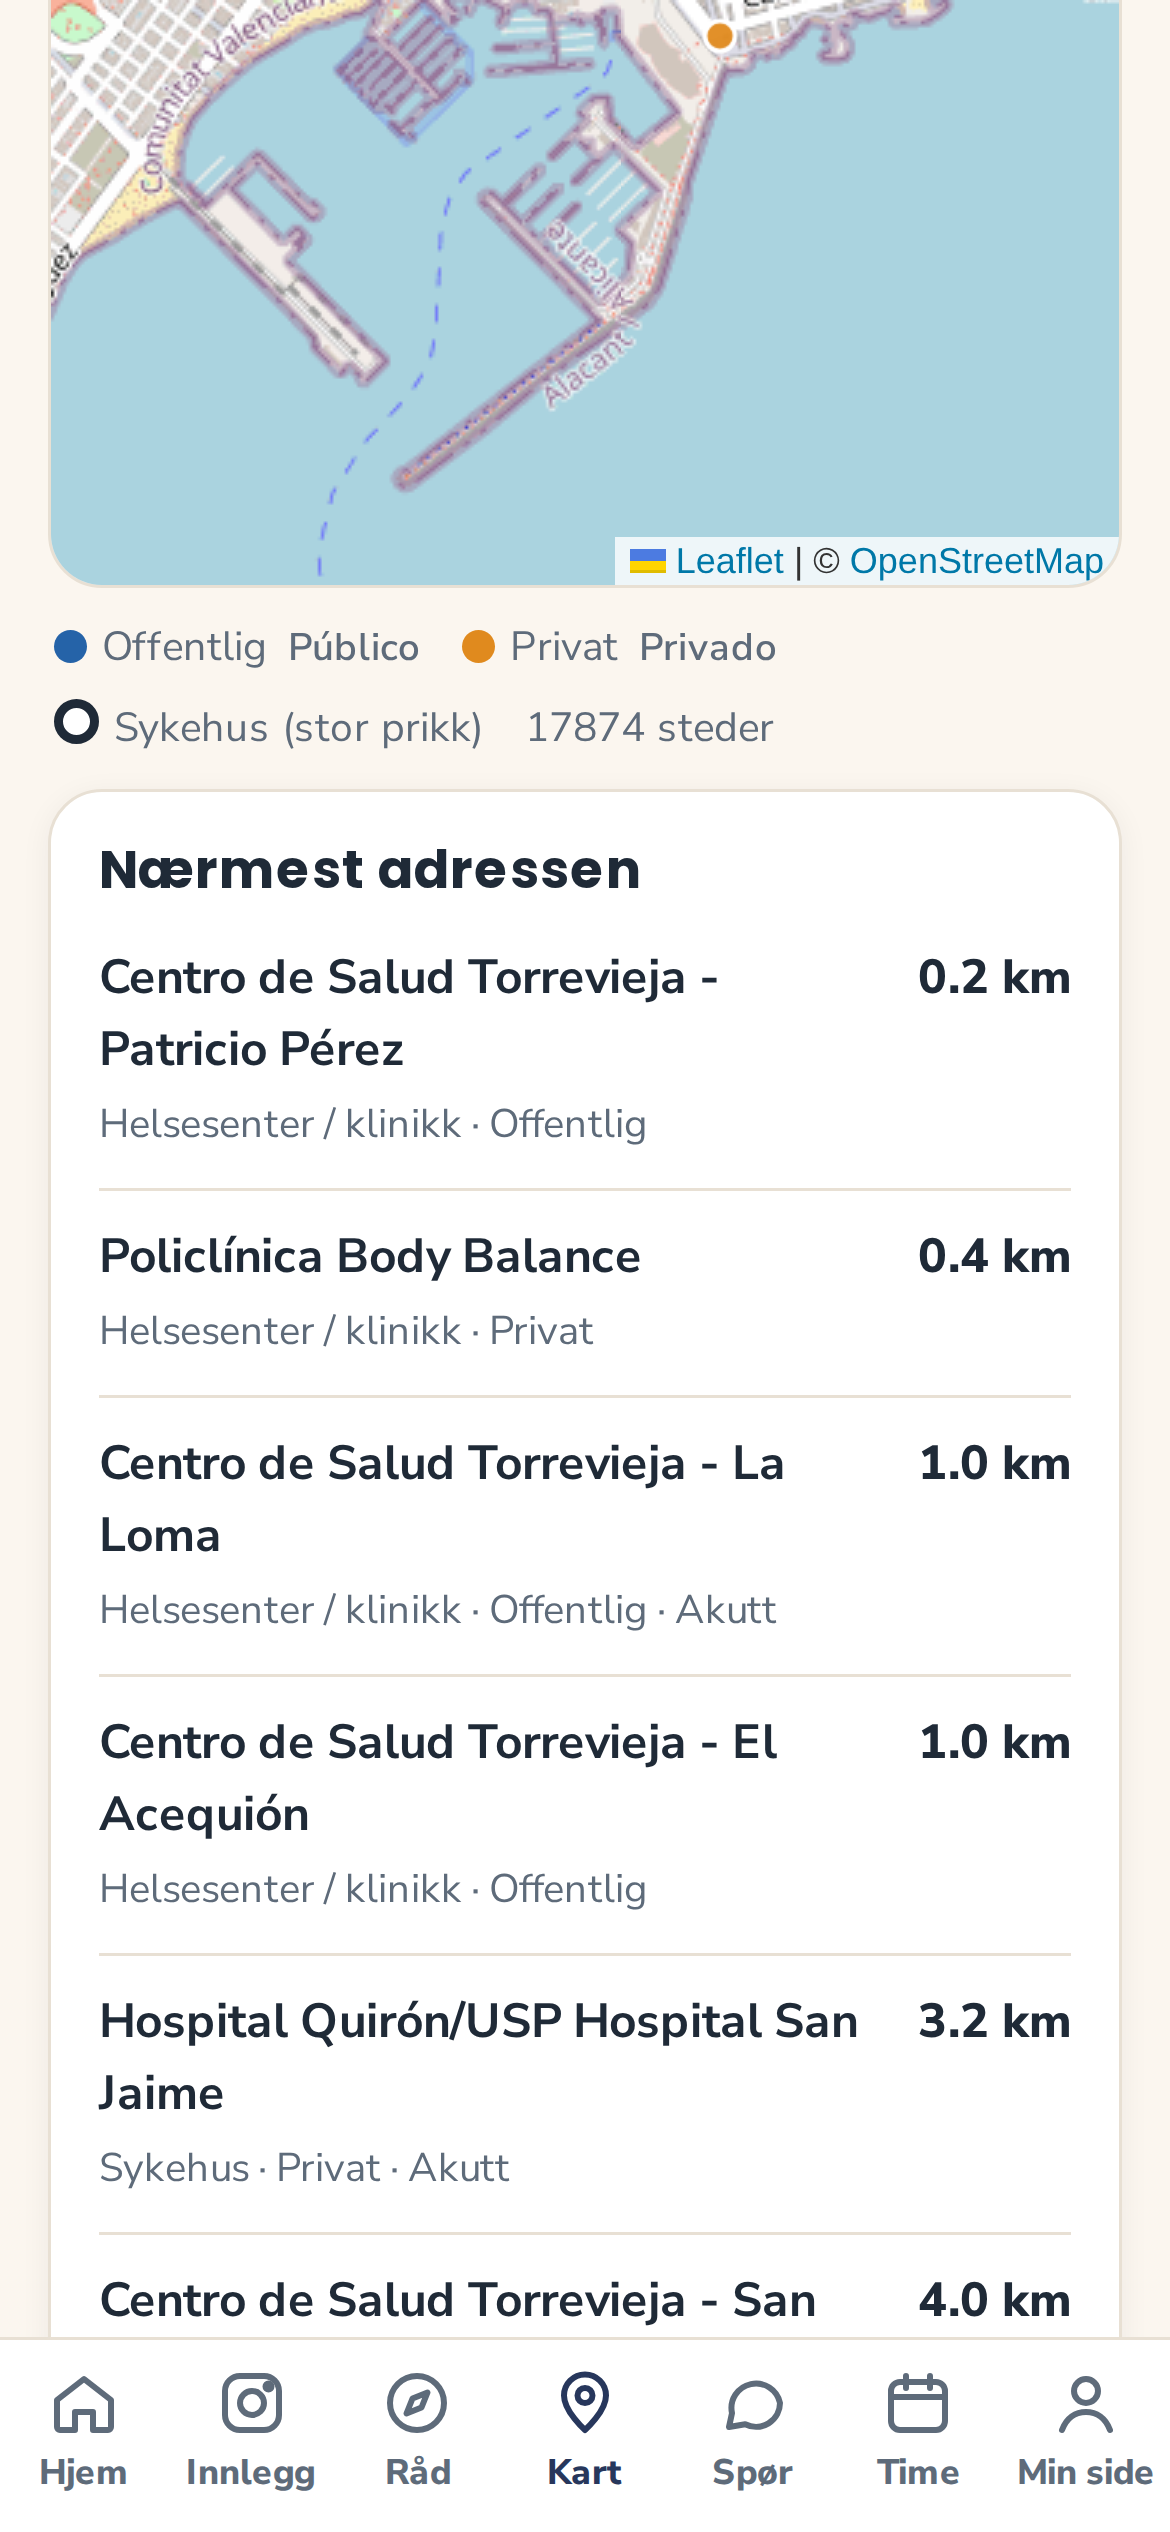 Comunitat Valencian
uez
Alicante /
Alacant
Leaflet | © OpenStreetMap
Offentlig Público Privat Privado
Sykehus (stor prikk) 17874 steder
Nærmest adressen
Centro de Salud Torrevieja - 0.2 km
Patricio Pérez
Helsesenter / klinikk · Offentlig
Policlínica Body Balance 0.4 km
Helsesenter / klinikk · Privat
Centro de Salud Torrevieja - La 1.0 km
Loma
Helsesenter / klinikk · Offentlig · Akutt
Centro de Salud Torrevieja - El 1.0 km
Acequión
Helsesenter / klinikk · Offentlig
Hospital Quirón/USP Hospital San 3.2 km
Jaime
Sykehus · Privat · Akutt
Centro de Salud Torrevieja - San 4.0 km
Hjem Innlegg Råd Kart Spør Time Min side